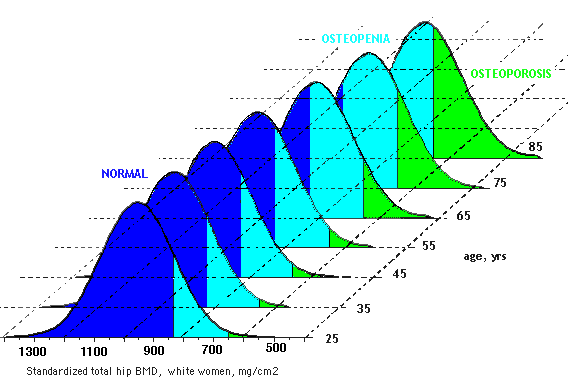 OSTEOPENIA
OSTEOPOROSIS
NORMAL
85
75
65
55
age, yrs
45
35
25
1300 1100 900 700 500
Standardized total hip BMD, white women, mg/cm2